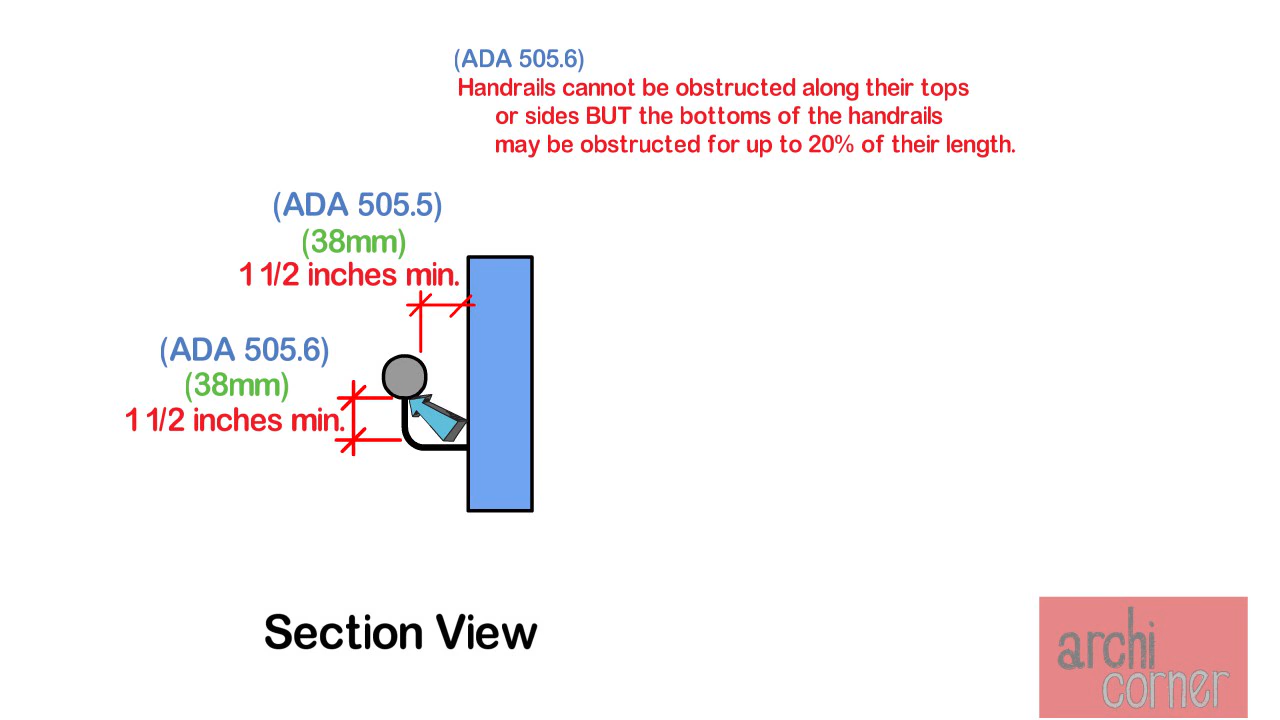 (ADA 505.6)
Handrails cannot be obstructed along their tops
or sides BUT the bottoms of the handrails
may be obstructed for up to 20% of their length.
(ADA 505.5)
(38mm)
1 1/2 inches min.
(ADA 505.6)
(38mm)
1 1/2 inches min.
Section View
archi
corner